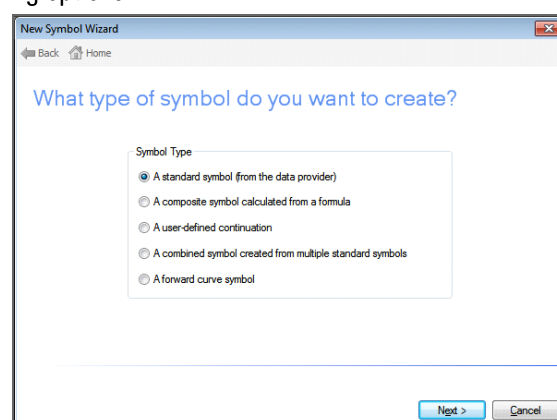 New Symbol Wizard
Back Home
What type of symbol do you want to create?
Symbol Type
A standard symbol (from the data provider)
A composite symbol calculated from a formula
A user-defined continuation
A combined symbol created from multiple standard symbols
A forward curve symbol
Next > Cancel